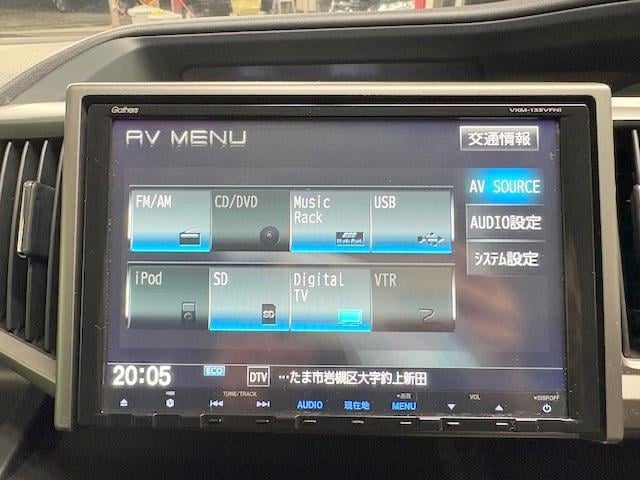 Gathers
VXM-135VFNi
AV MENU
交通情報
FM/AM
CD/DVD
Music Rack
USB
AV SOURCE
AUDIO設定
システム設定
iPod
SD
Digital TV
VTR
SD
20:05
ECO
DTV
…たま市岩槻区大字釣上新田
TUNE/TRACK
AUDIO
現在地
MENU
VOL
DISP/OFF